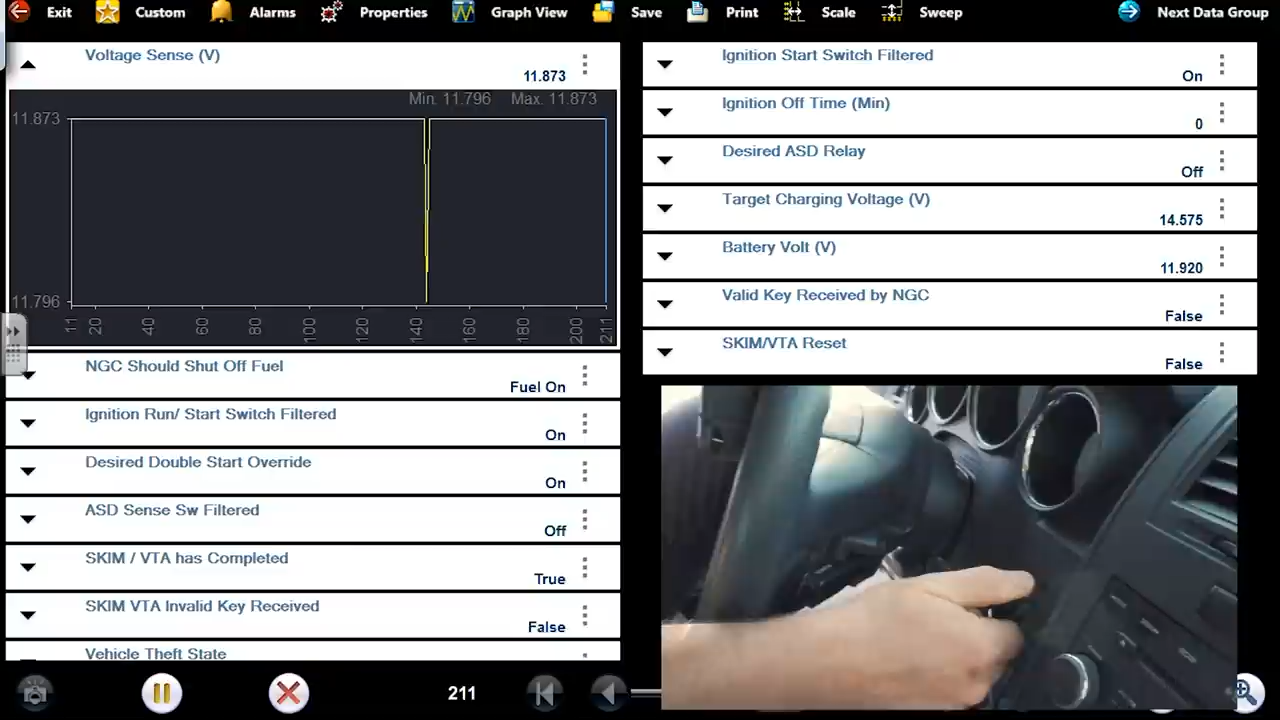 Exit Custom Alarms Properties Graph View Save Print Scale Sweep Next Data Group
Voltage Sense (V)
11.873
Min. 11.796 Max. 11.873
11.873
11.796
11 20 40 60 80 100 120 140 160 180 200 211
NGC Should Shut Off Fuel
Fuel On
Ignition Run/ Start Switch Filtered
On
Desired Double Start Override
On
ASD Sense Sw Filtered
Off
SKIM / VTA has Completed
True
SKIM VTA Invalid Key Received
False
Vehicle Theft State
Ignition Start Switch Filtered
On
Ignition Off Time (Min)
0
Desired ASD Relay
Off
Target Charging Voltage (V)
14.575
Battery Volt (V)
11.920
Valid Key Received by NGC
False
SKIM/VTA Reset
False
211